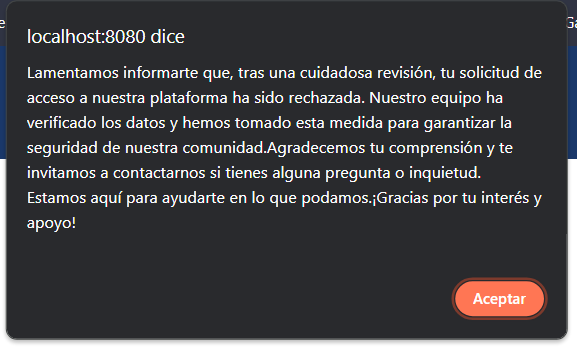 localhost:8080 dice
Lamentamos informarte que, tras una cuidadosa revisión, tu solicitud de
acceso a nuestra plataforma ha sido rechazada. Nuestro equipo ha
verificado los datos y hemos tomado esta medida para garantizar la
seguridad de nuestra comunidad.Agradecemos tu comprensión y te
invitamos a contactarnos si tienes alguna pregunta o inquietud.
Estamos aquí para ayudarte en lo que podamos.¡Gracias por tu interés y
apoyo!
Aceptar